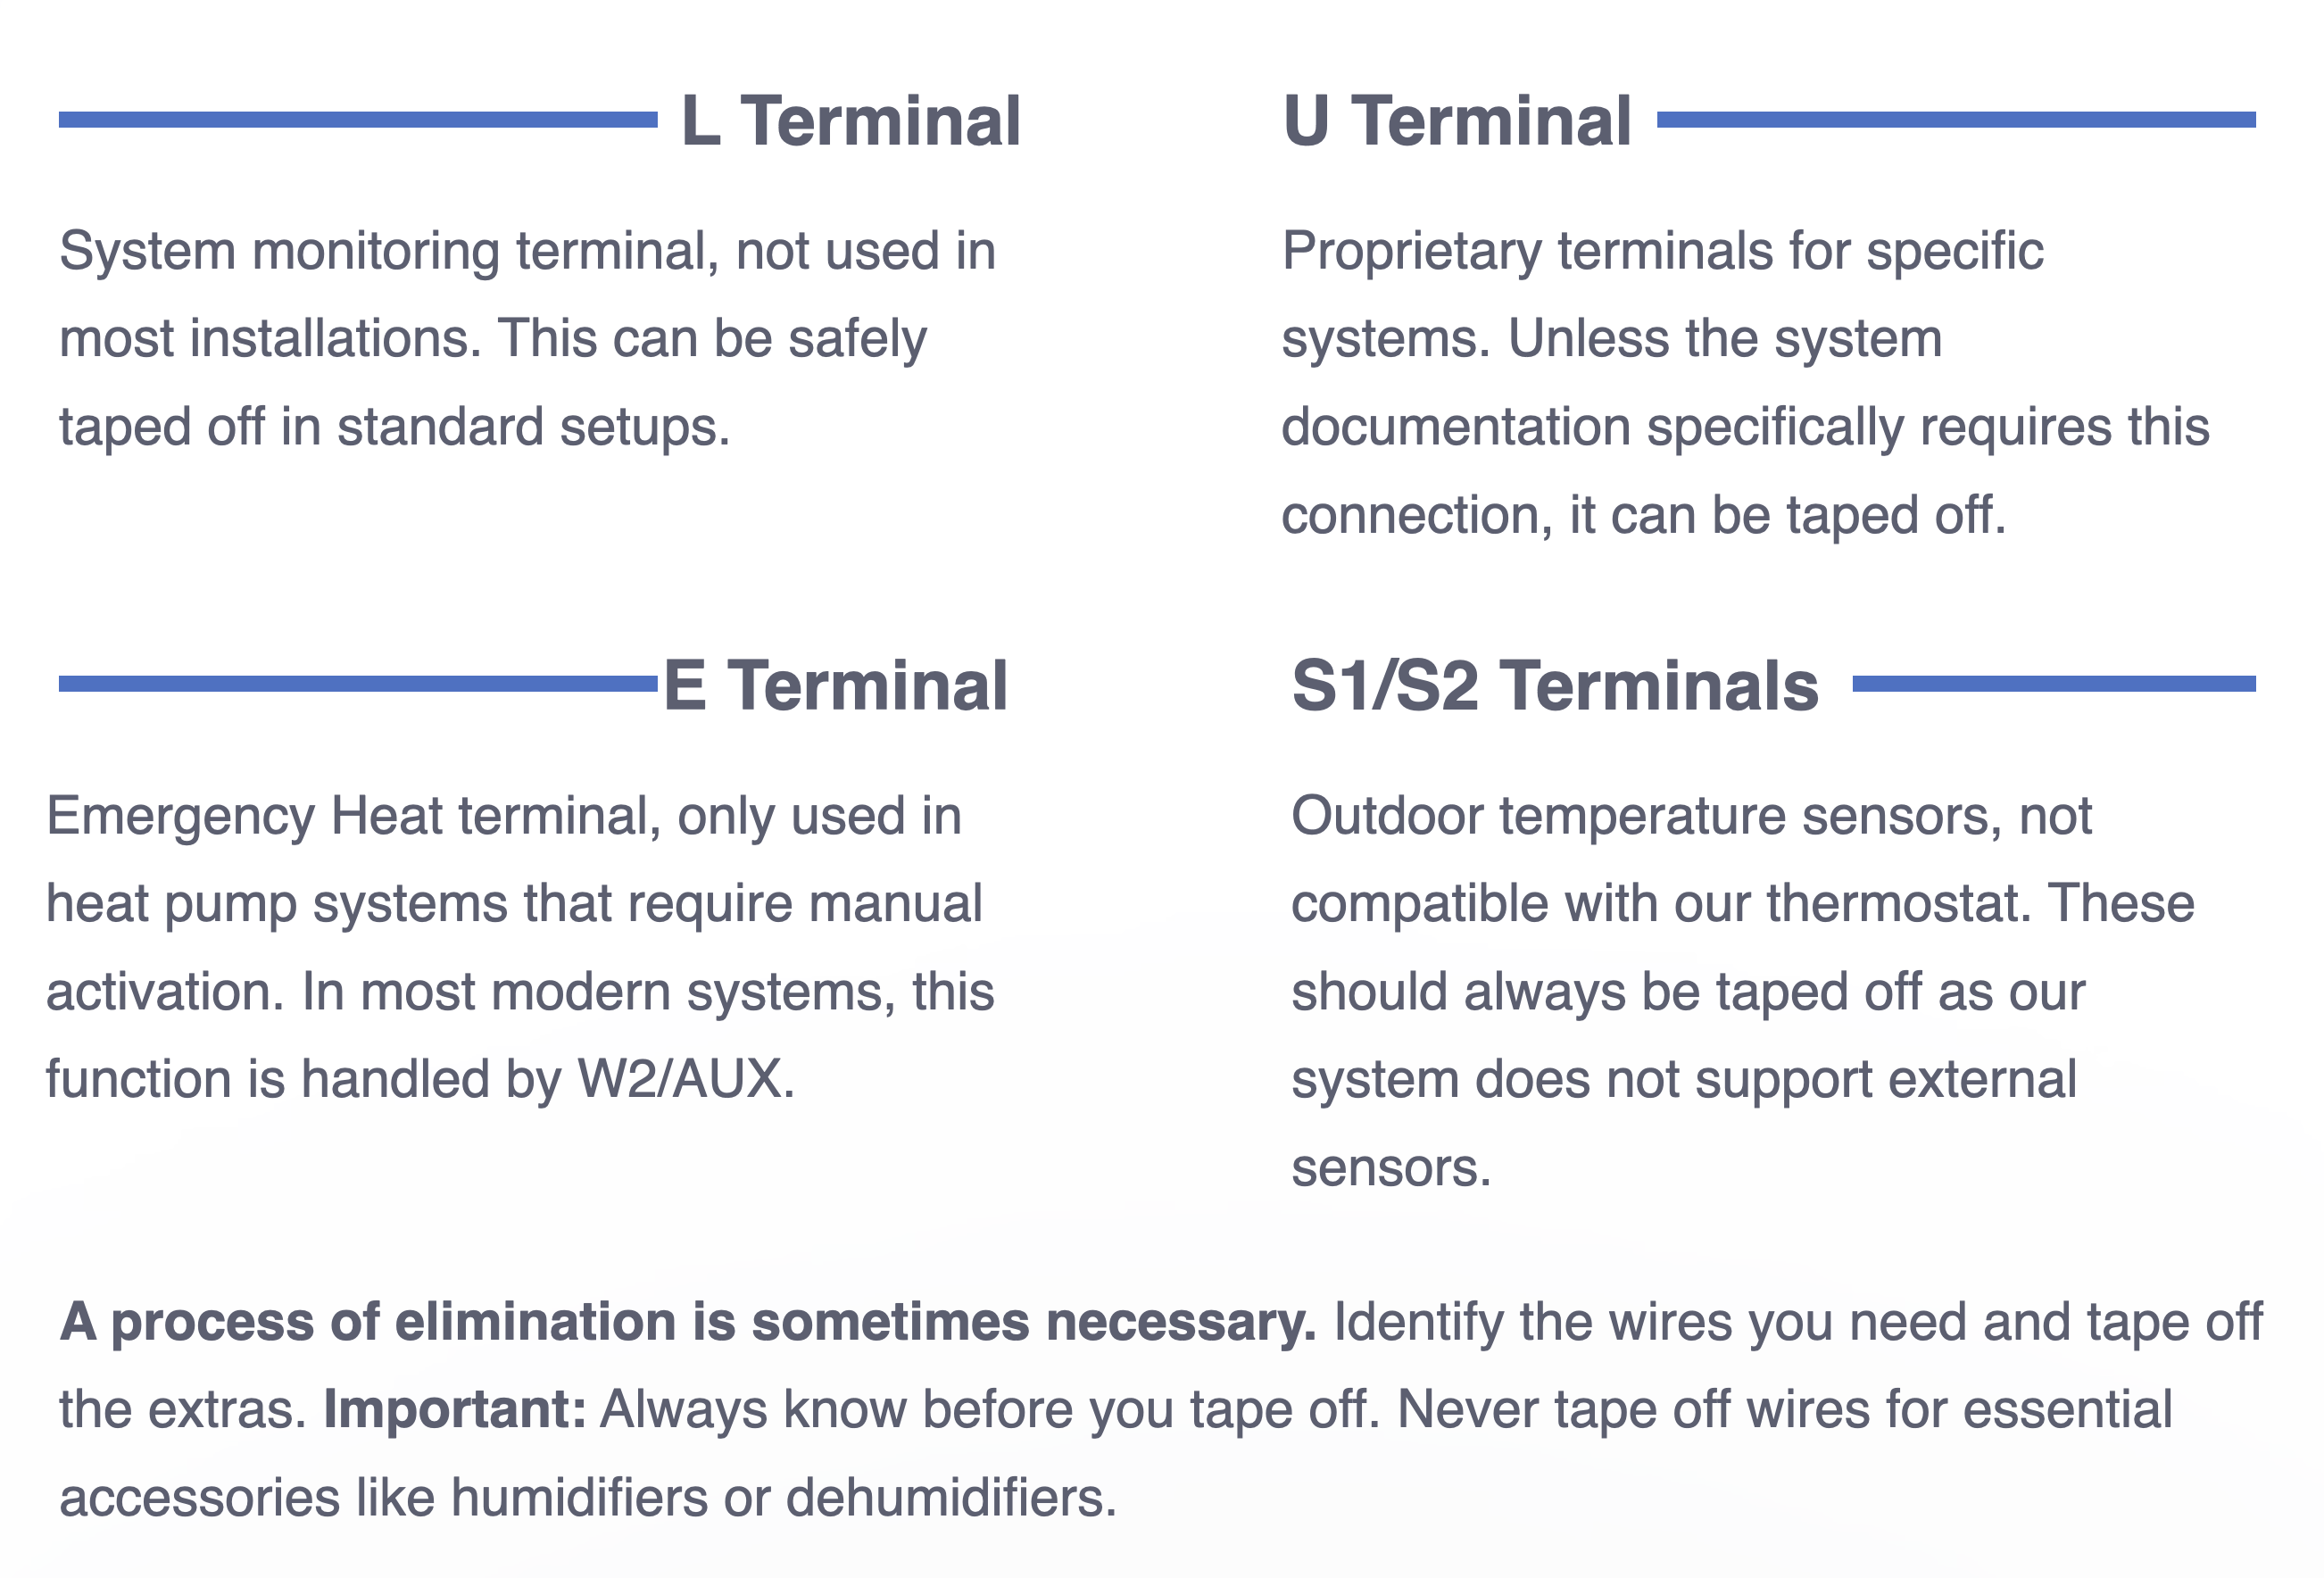 L Terminal
System monitoring terminal, not used in
most installations. This can be safely
taped off in standard setups.
U Terminal
Proprietary terminals for specific
systems. Unless the system
documentation specifically requires this
connection, it can be taped off.
E Terminal
Emergency Heat terminal, only used in
heat pump systems that require manual
activation. In most modern systems, this
function is handled by W2/AUX.
S1/S2 Terminals
Outdoor temperature sensors, not
compatible with our thermostat. These
should always be taped off as our
system does not support external
sensors.
A process of elimination is sometimes necessary. Identify the wires you need and tape off
the extras. Important: Always know before you tape off. Never tape off wires for essential
accessories like humidifiers or dehumidifiers.